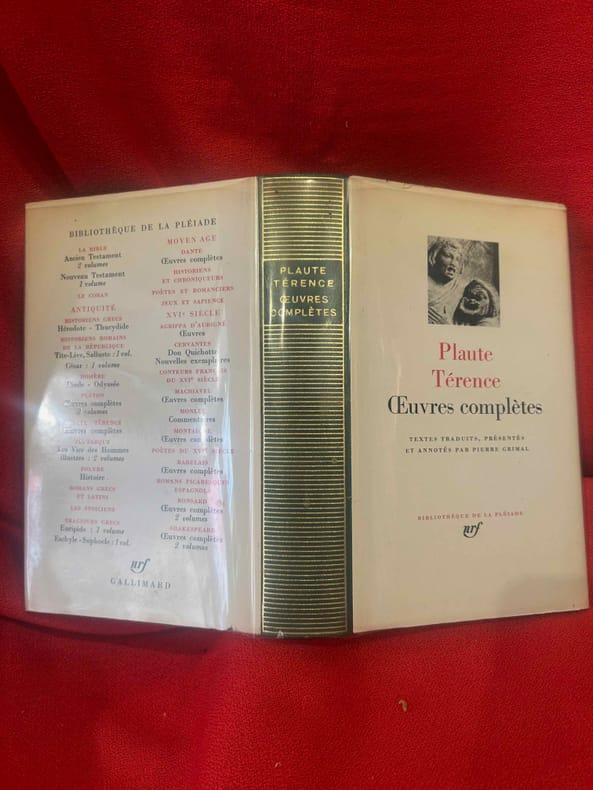 BIBLIOTHÈQUE DE LA PLÉIADE
LA BIBLE
Ancien Testament
2 volumes
Nouveau Testament
1 volume
LE CORAN
ANTIQUITÉ
HISTORIENS GRECS
Hérodote - Thucydide
HISTORIENS ROMAINS
DE LA RÉPUBLIQUE
Tite-Live, Salluste : 1 vol.
César : 1 volume
HOMÈRE
Iliade - Odyssée
PLATON
Œuvres complètes
2 volumes
PLAUTE, TÉRENCE
Œuvres complètes
PLUTARQUE
Les Vies des Hommes
illustres : 2 volumes
POLYBE
Histoire
ROMANS GRECS
ET LATINS
LES STOÏCIENS
TRAGIQUES GRECS
Euripide : 1 volume
Eschyle - Sophocle : 1 vol.
MOYEN AGE
DANTE
Œuvres complètes
HISTORIENS
ET CHRONIQUEURS
POÈTES ET ROMANCIERS
JEUX ET SAPIENCE
XVIᵉ SIÈCLE
AGRIPPA D'AUBIGNÉ
Œuvres
CERVANTÈS
Don Quichotte
Nouvelles exemplaires
CONTEURS FRANÇAIS
DU XVIᵉ SIÈCLE
MACHIAVEL
Œuvres complètes
MONLUC
Commentaires
MONTAIGNE
Œuvres complètes
POÈTES DU XVIᵉ SIÈCLE
RABELAIS
Œuvres complètes
ROMANS PICARESQUES
ESPAGNOLS
RONSARD
Œuvres complètes
2 volumes
SHAKESPEARE
Œuvres complètes
2 volumes
nrf
GALLIMARD
PLAUTE
TÉRENCE
ŒUVRES
COMPLÈTES
Plaute
Térence
Œuvres complètes
TEXTES TRADUITS, PRÉSENTÉS
ET ANNOTÉS PAR PIERRE GRIMAL
BIBLIOTHÈQUE DE LA PLÉIADE
nrf